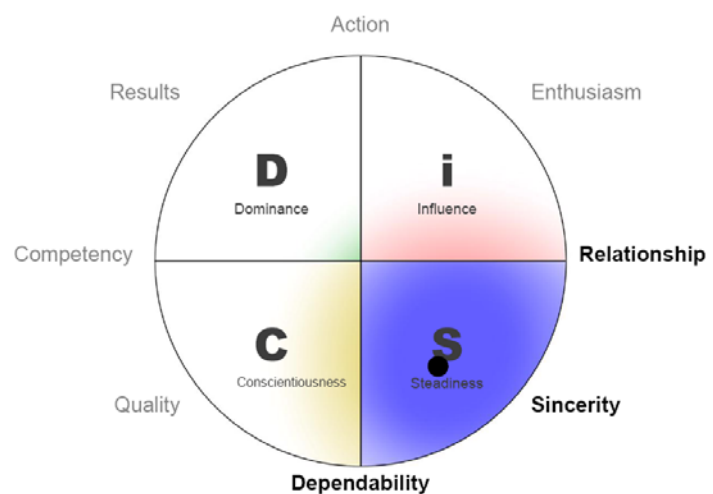 Action
Results
Enthusiasm
D
Dominance
i
Influence
Competency
Relationship
C
Conscientiousness
S
Steadiness
Quality
Sincerity
Dependability